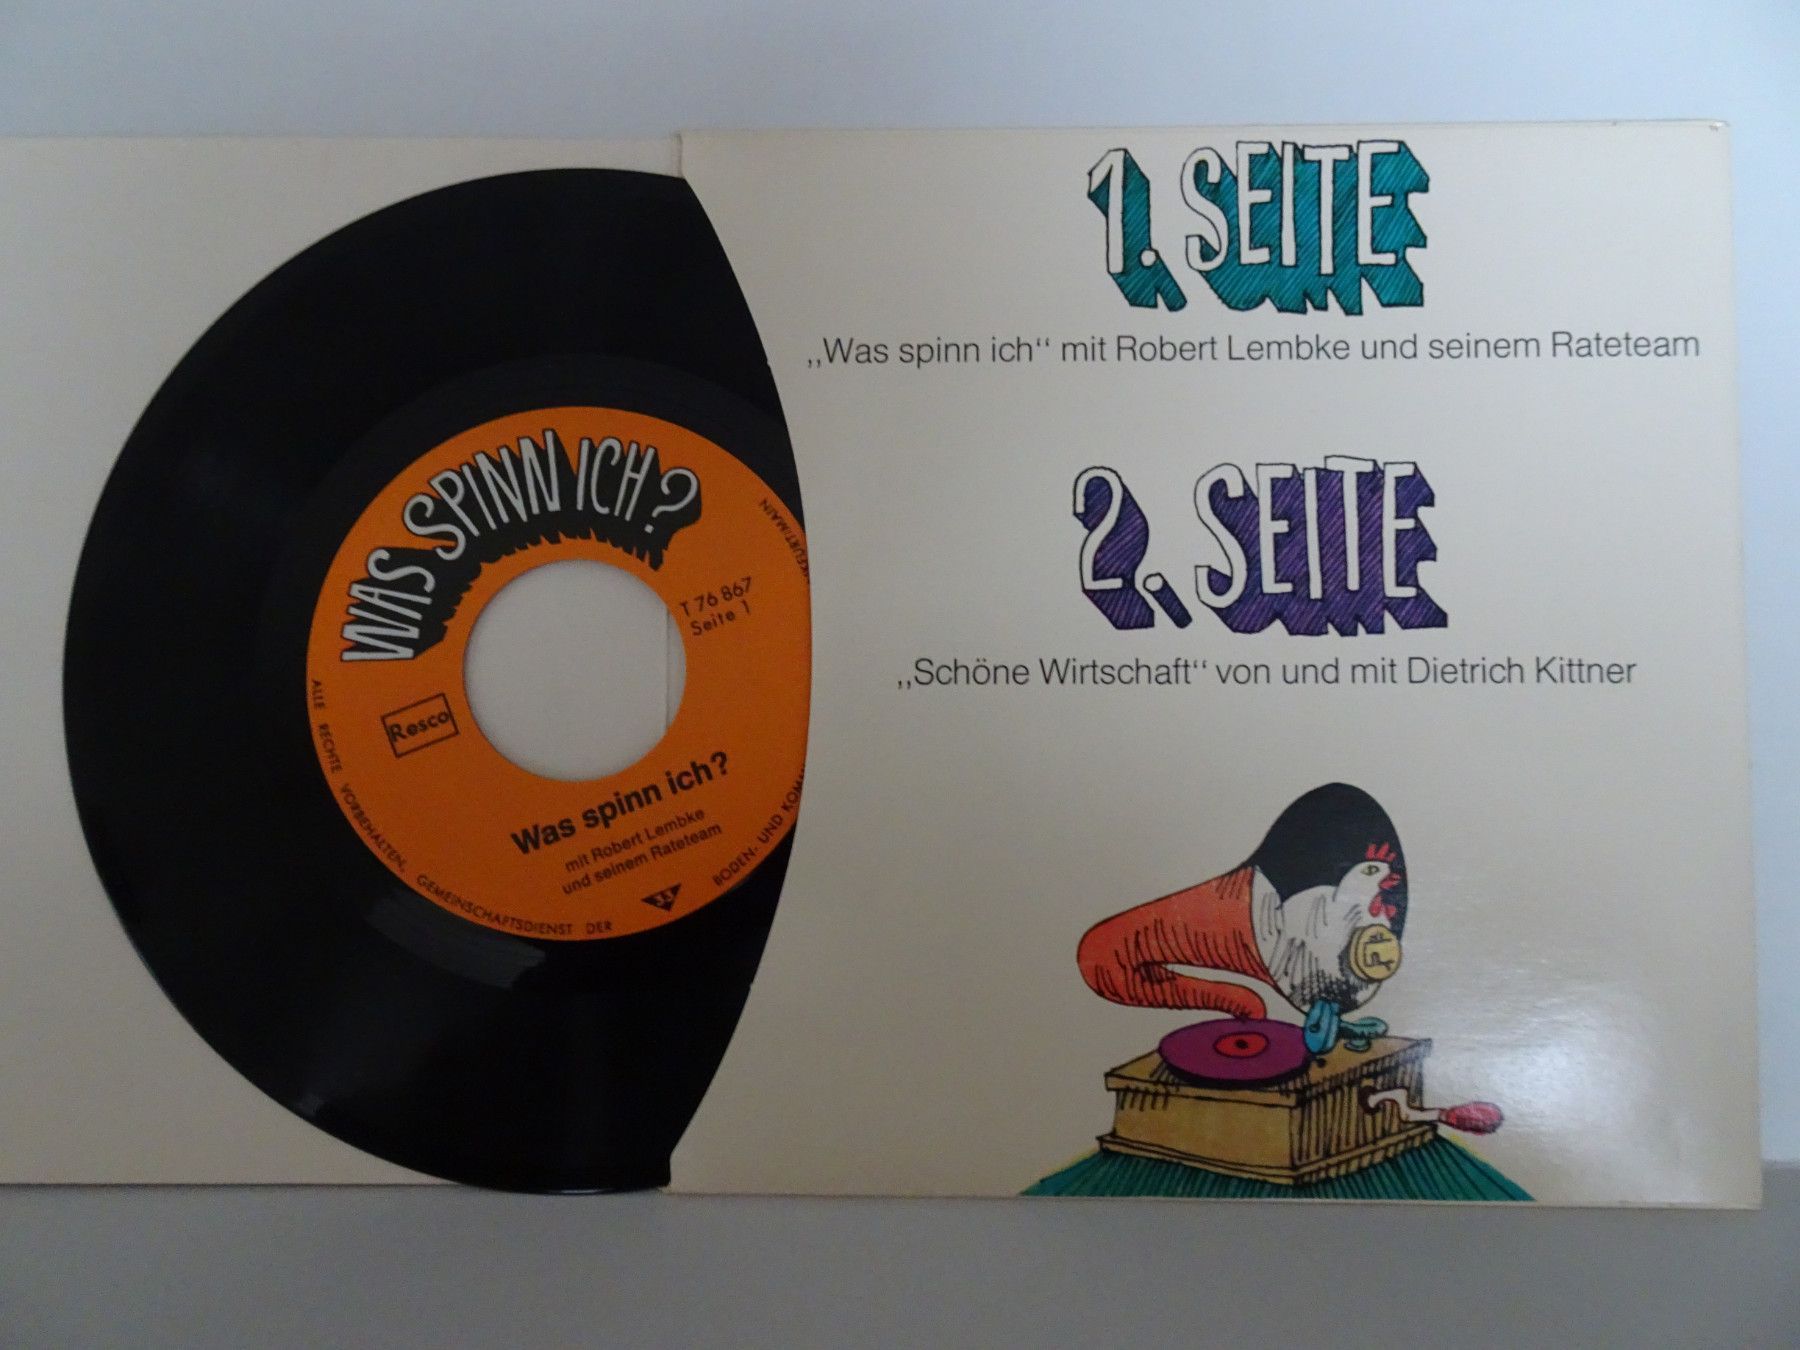 1. SEITE
„Was spinn ich“ mit Robert Lembke und seinem Rateteam
2. SEITE
„Schöne Wirtschaft“ von und mit Dietrich Kittner
WAS SPINN ICH?
T 76 867
Seite 1
Resco
Was spinn ich?
mit Robert Lembke
und seinem Rateteam
33
ALLE RECHTE VORBEHALTEN, GEMEINSCHAFTSDIENST DER BODEN- UND KOM